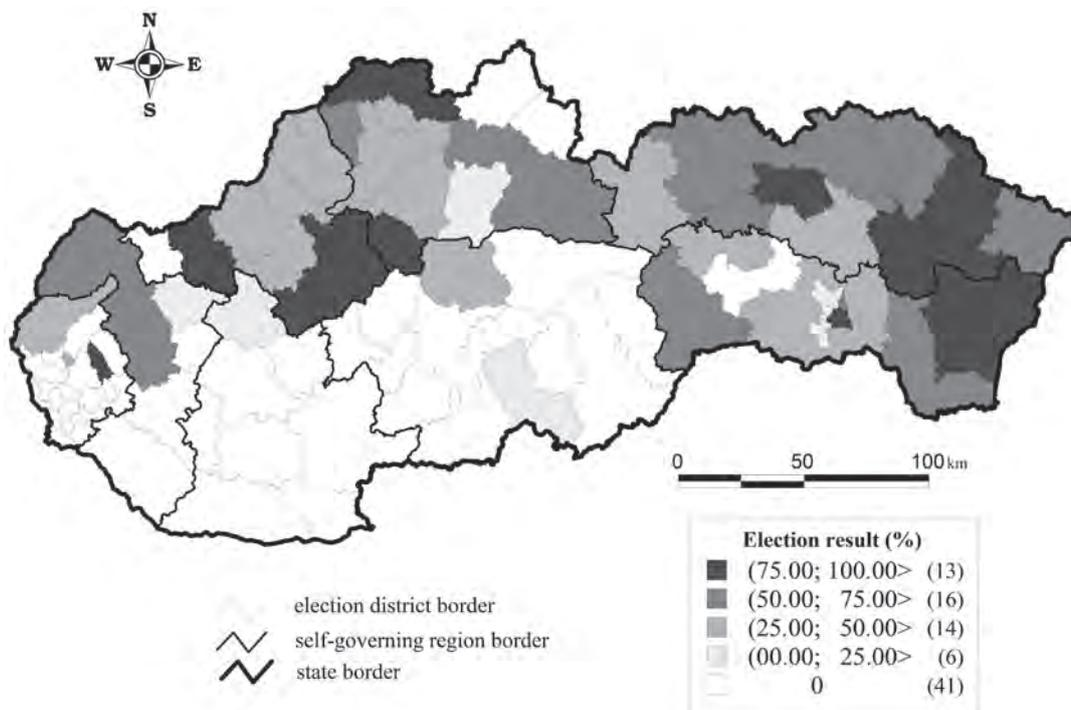 N
W E
S
0 50 100 km
Election result (%)
(75.00; 100.00> (13)
(50.00; 75.00> (16)
(25.00; 50.00> (14)
(00.00; 25.00> (6)
0 (41)
election district border
self-governing region border
state border